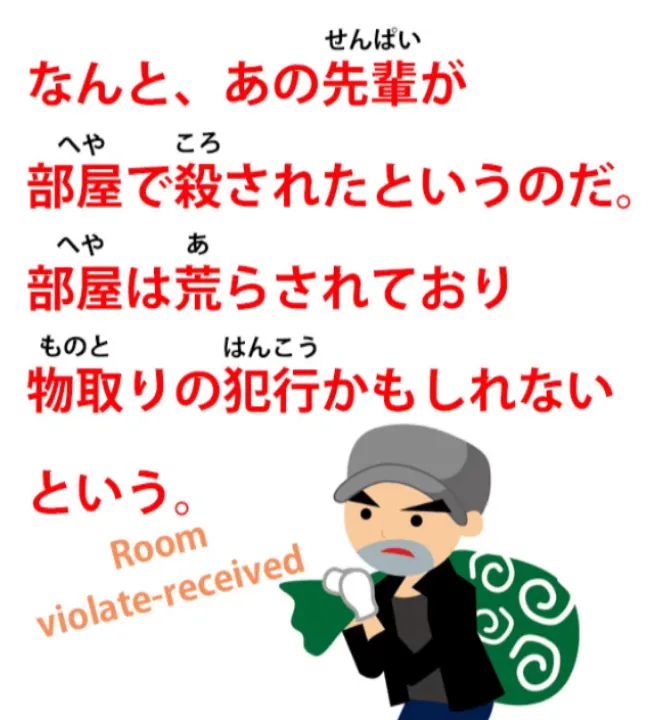 せんぱい
なんと、あの先輩が
へや ころ
部屋で殺されたというのだ。
へや あ
部屋は荒らされており
ものと はんこう
物取りの犯行かもしれない
という。
Room
violate-received